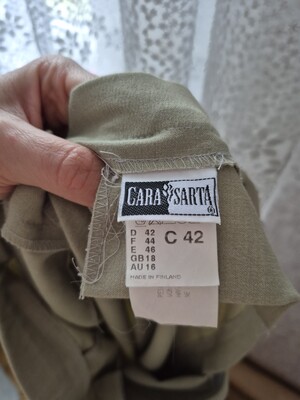 CARA SARTA
D 42
F 44
E 46
GB 18
AU 16
C 42
MADE IN FINLAND